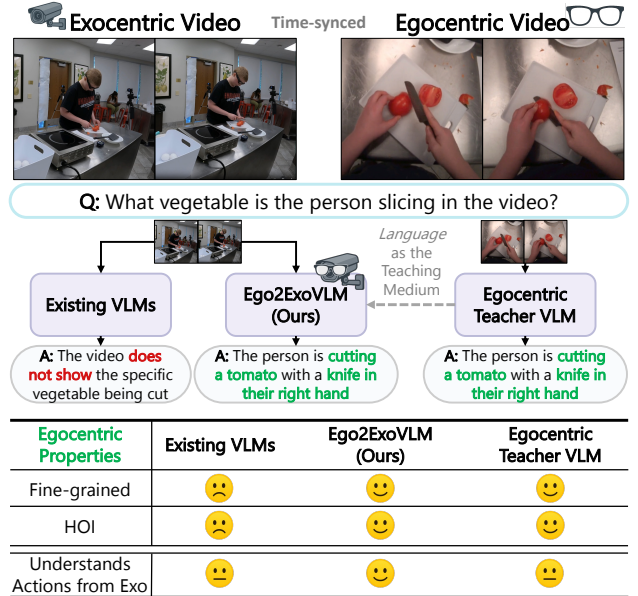 Exocentric Video
Time-synced
Egocentric Video
Q: What vegetable is the person slicing in the video?
Language
as the
Teaching
Medium
Existing VLMs
Ego2ExoVLM
(Ours)
Egocentric
Teacher VLM
A: The video does
not show the specific
vegetable being cut
A: The person is cutting
a tomato with a knife in
their right hand
A: The person is cutting
a tomato with a knife in
their right hand
Egocentric
Properties
Existing VLMs
Ego2ExoVLM
(Ours)
Egocentric
Teacher VLM
Fine-grained
HOI
Understands
Actions from Exo